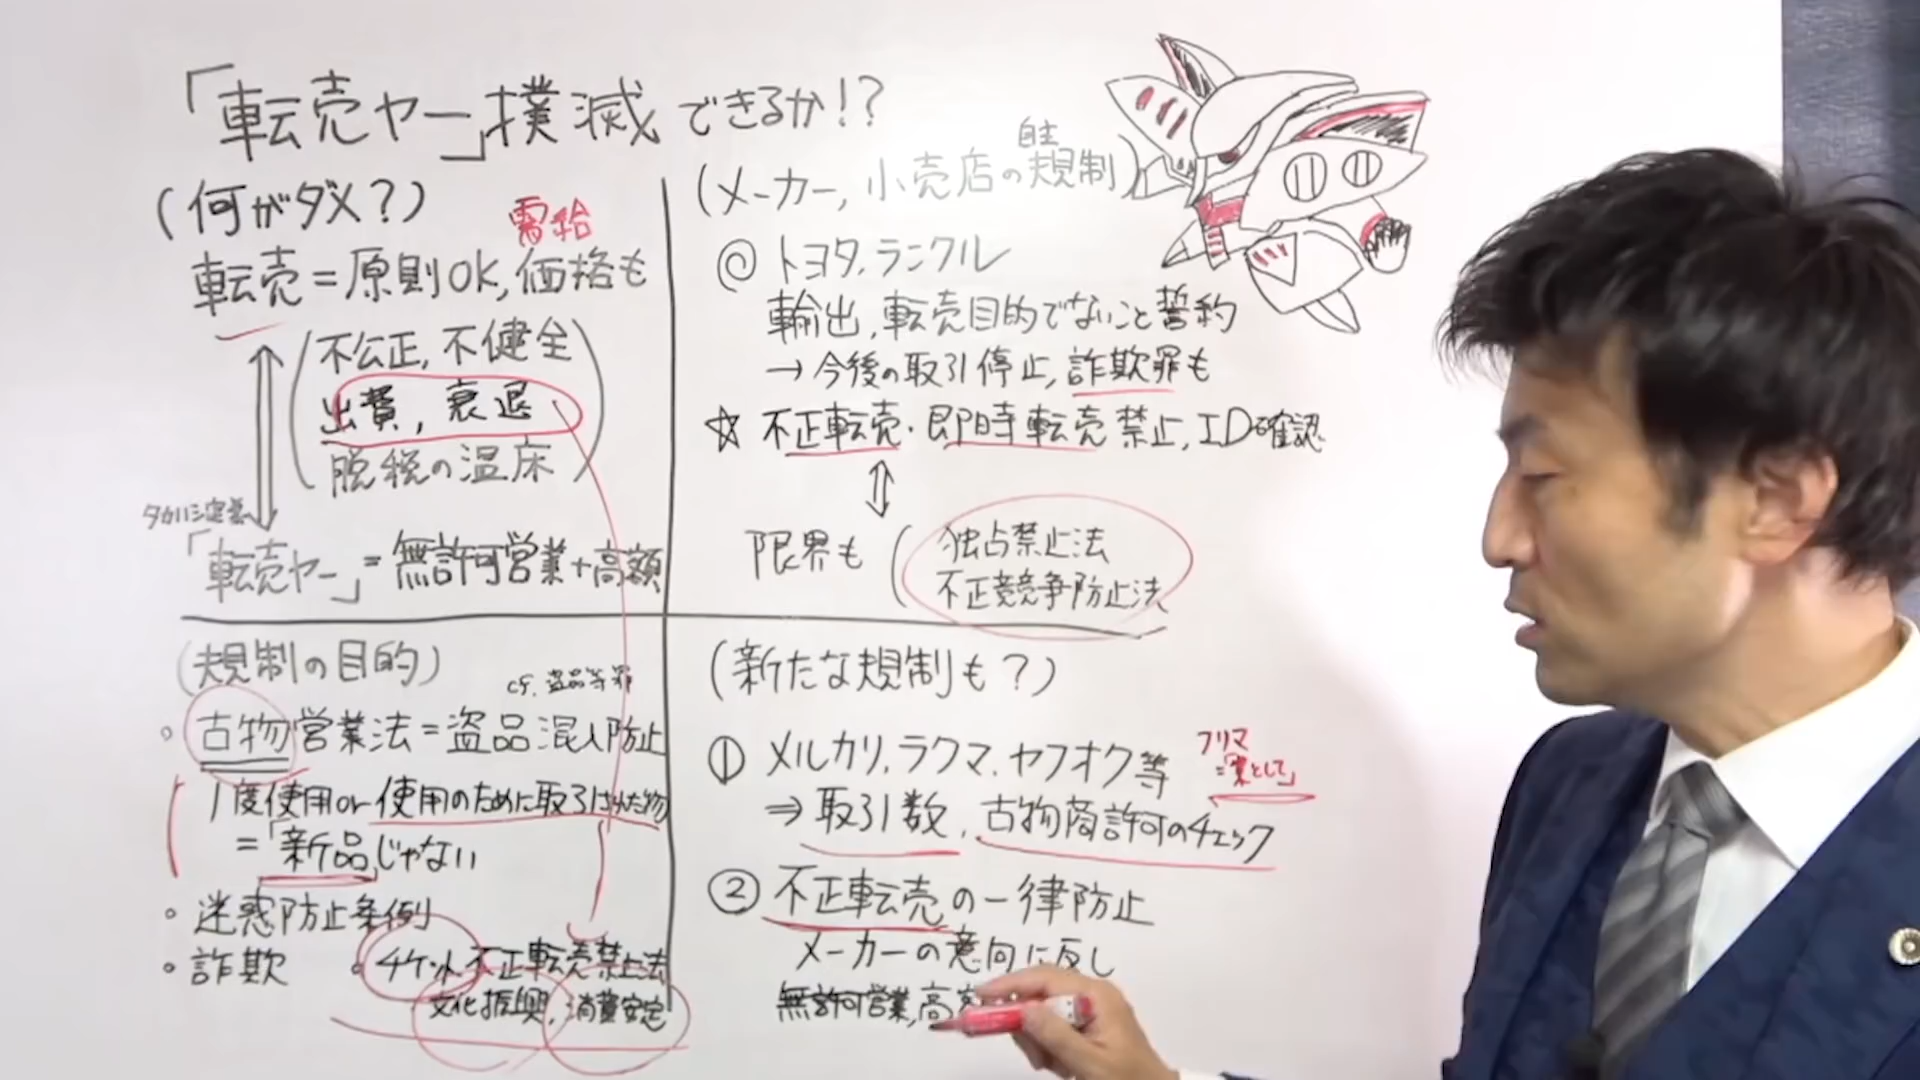 「転売ヤー」撲滅できるか!?
(何がダメ?)
需給
転売=原則OK,価格も
不公正,不健全
出費,衰退
脱税の温床
タカハシ定義
「転売ヤー」=無許可営業+高額
(メーカー,小売店の自主規制)
◎トヨタ,ランクル
輸出,転売目的でないこと誓約
→今後の取引停止,詐欺罪も
☆不正転売・即時転売禁止,ID確認
限界も
独占禁止法
不正競争防止法
(規制の目的)
cf.盗品等罪
。古物営業法=盗品混入防止
1度使用or使用のために取引された物
=「新品」じゃない
。迷惑防止条例
。詐欺
。チケット不正転売禁止法
文化振興,消費安定
(新たな規制も?)
①メルカリ,ラクマ,ヤフオク等
フリマ
=「業として」
⇒取引数,古物商許可のチェック
②不正転売の一律防止
メーカーの意向に反し
無許可営業,高